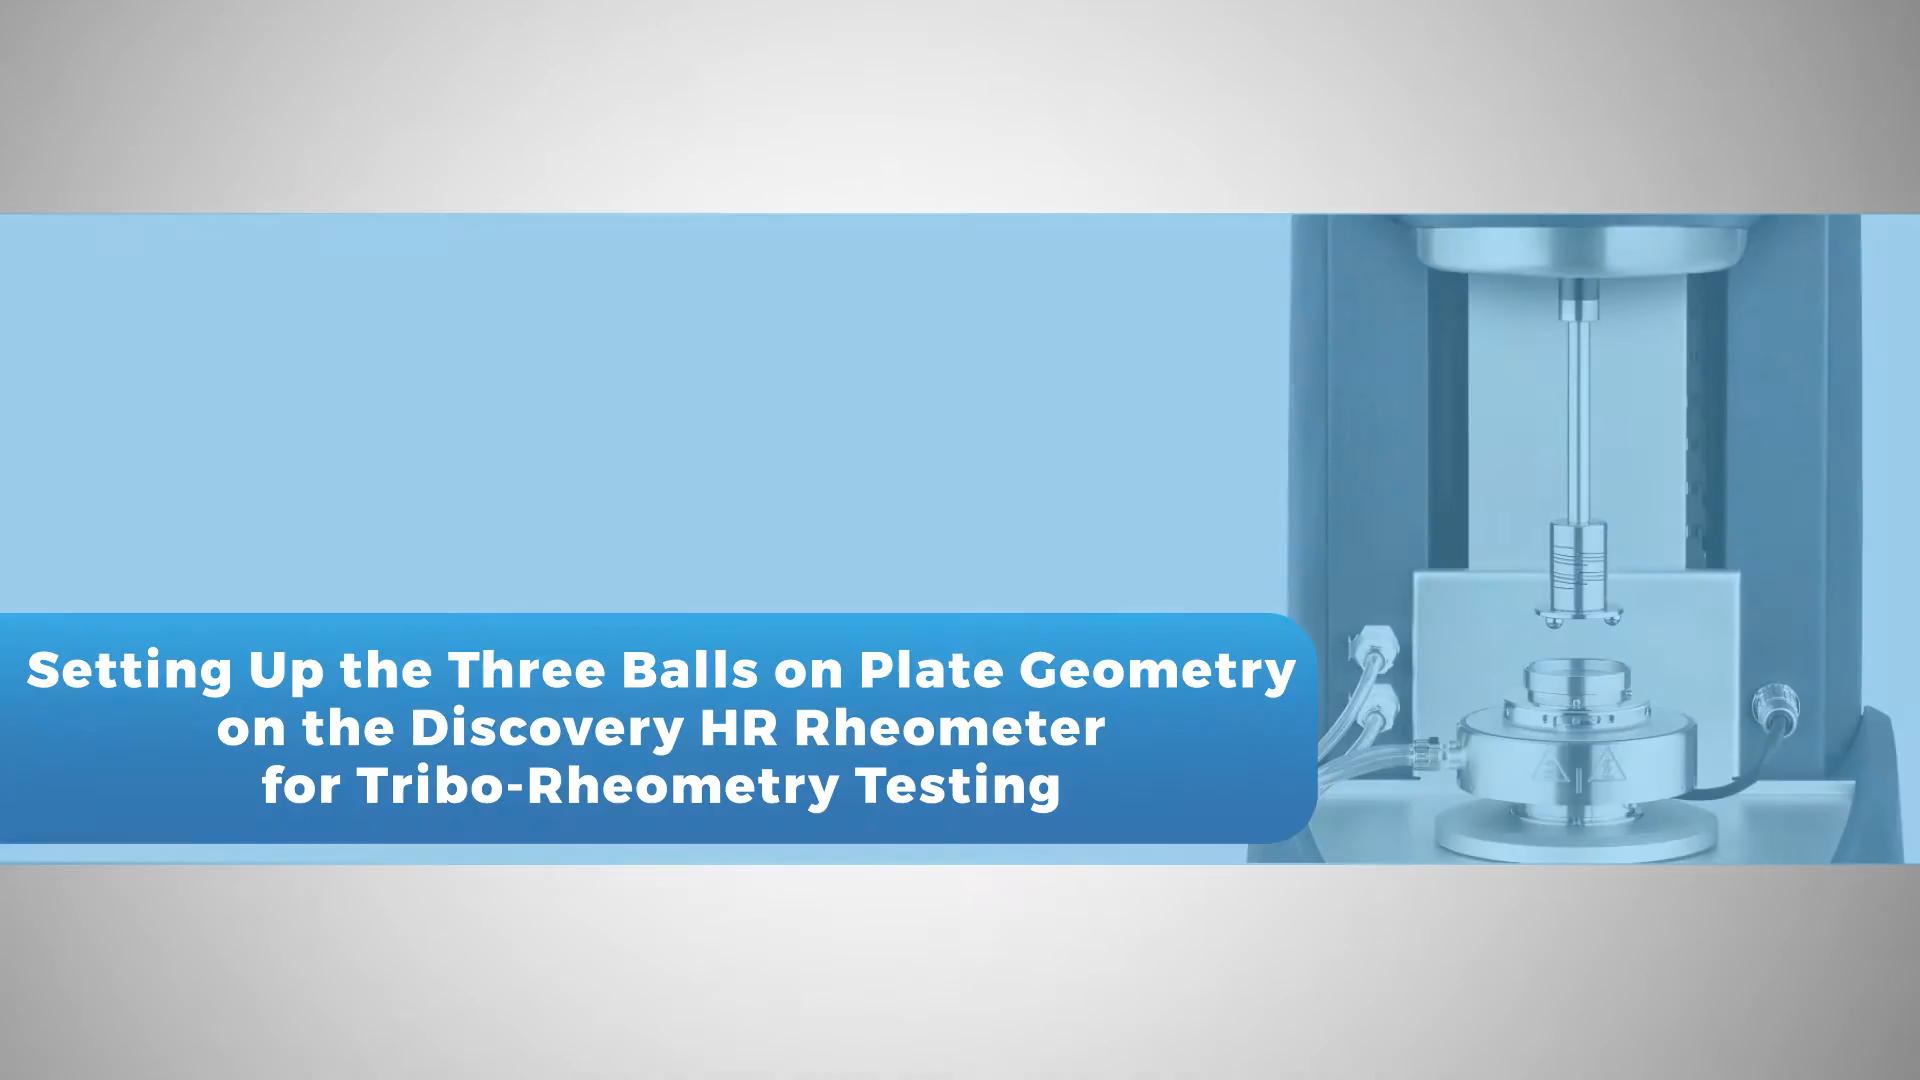 Setting Up the Three Balls on Plate Geometry
on the Discovery HR Rheometer
for Tribo-Rheometry Testing